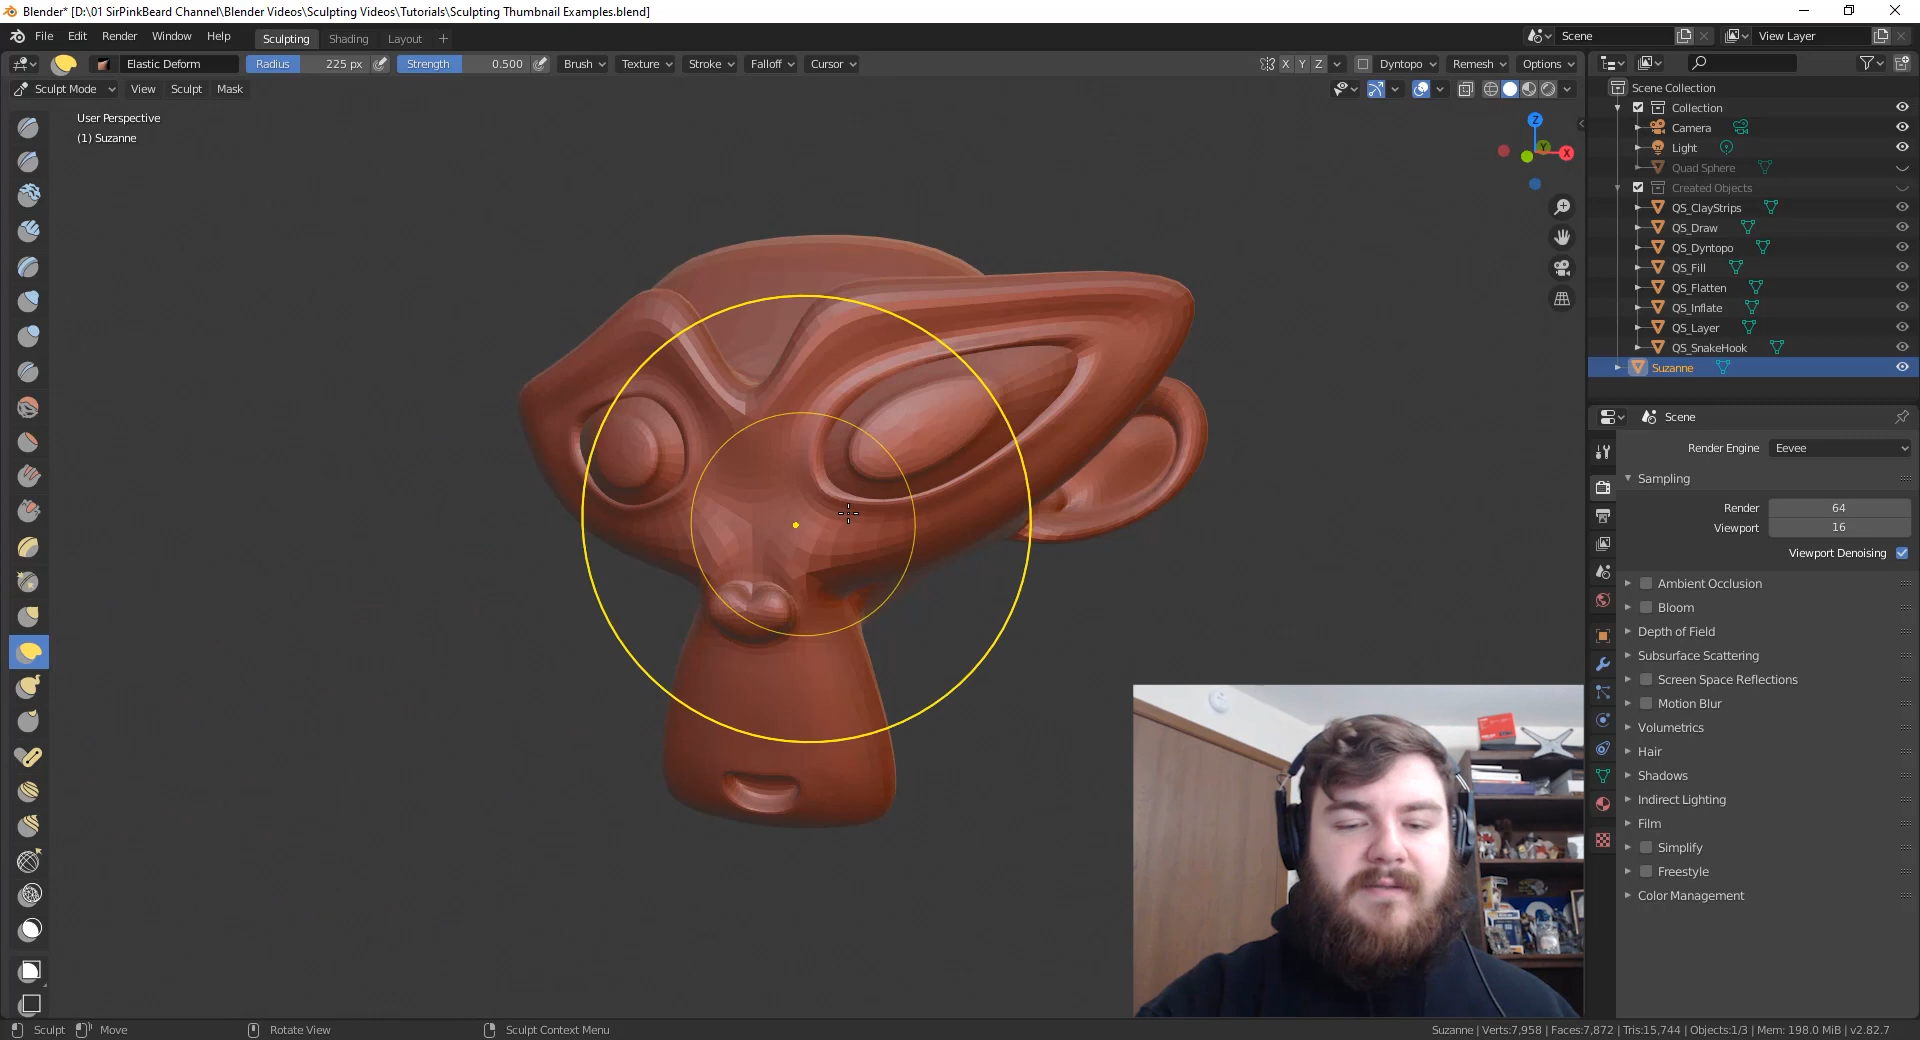 Blender* [D:\01 SirPinkBeard Channel\Blender Videos\Sculpting Videos\Tutorials\Sculpting Thumbnail Examples.blend]
File Edit Render Window Help Sculpting Shading Layout + Scene View Layer
Elastic Deform Radius 225 px Strength 0.500 Brush Texture Stroke Falloff Cursor X Y Z Dyntopo Remesh Options
Sculpt Mode View Sculpt Mask
User Perspective
(1) Suzanne
Z
Y
X
Scene Collection
Collection
Camera
Light
Quad Sphere
Created Objects
QS_ClayStrips
QS_Draw
QS_Dyntopo
QS_Fill
QS_Flatten
QS_Inflate
QS_Layer
QS_SnakeHook
Suzanne
Scene
Render Engine Eevee
Sampling
Render 64
Viewport 16
Viewport Denoising
Ambient Occlusion
Bloom
Depth of Field
Subsurface Scattering
Screen Space Reflections
Motion Blur
Volumetrics
Hair
Shadows
Indirect Lighting
Film
Simplify
Freestyle
Color Management
Sculpt Move Rotate View Sculpt Context Menu Suzanne | Verts:7,958 | Faces:7,872 | Tris:15,744 | Objects:1/3 | Mem: 198.0 MiB | v2.82.7